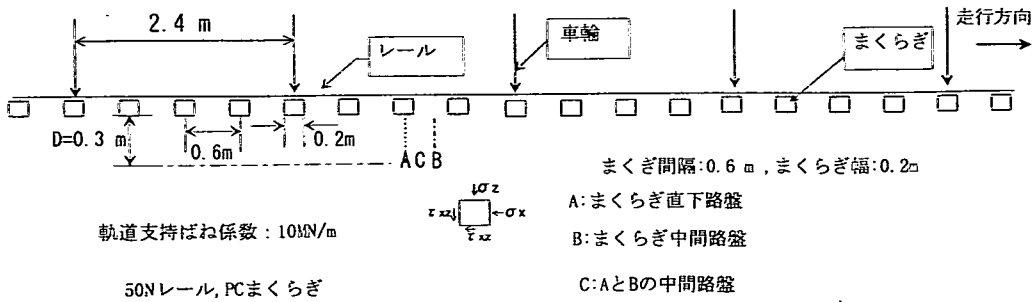 2.4 m
走行方向
レール
車輪
まくらぎ
D=0.3 m
0.6m
0.2m
A C B
まくぎ間隔:0.6 m , まくらぎ幅:0.2m
σz
τxz
σx
τxz
A:まくらぎ直下路盤
軌道支持ばね係数 : 10MN/m
B:まくらぎ中間路盤
50Nレール, PCまくらぎ
C:AとBの中間路盤